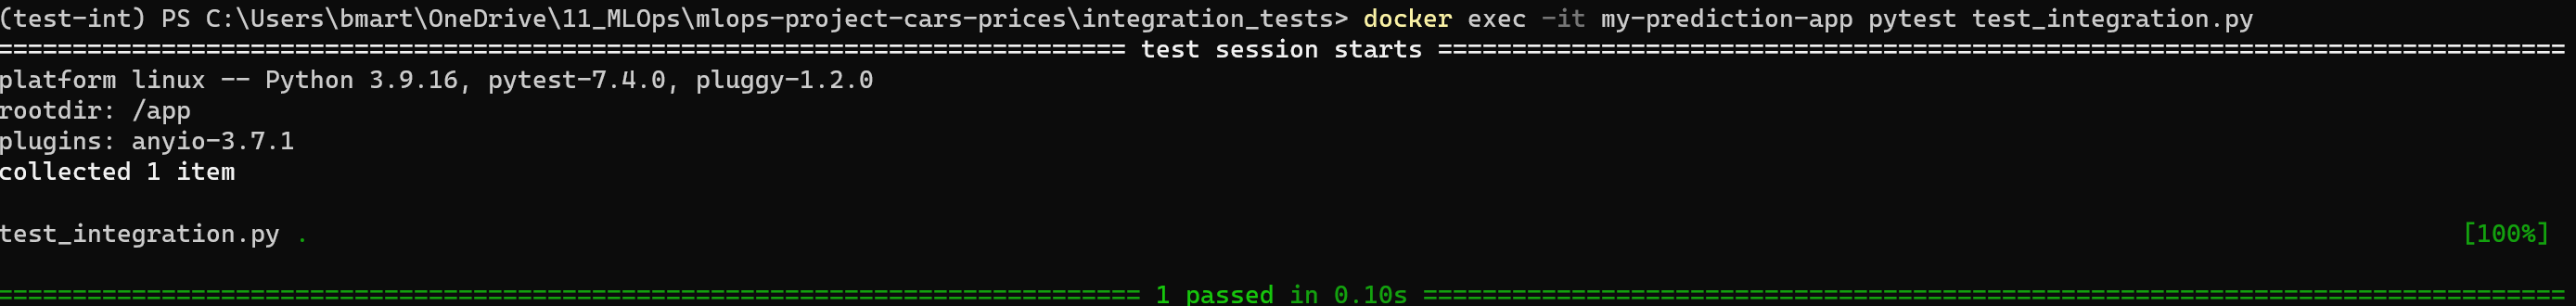 (test-int) PS C:\Users\bmart\OneDrive\11_MLOps\mlops-project-cars-prices\integration_tests> docker exec -it my-prediction-app pytest test_integration.py
============================================================================ test session starts ============================================================================
platform linux -- Python 3.9.16, pytest-7.4.0, pluggy-1.2.0
rootdir: /app
plugins: anyio-3.7.1
collected 1 item
test_integration.py . [100%]
============================================================================= 1 passed in 0.10s =============================================================================